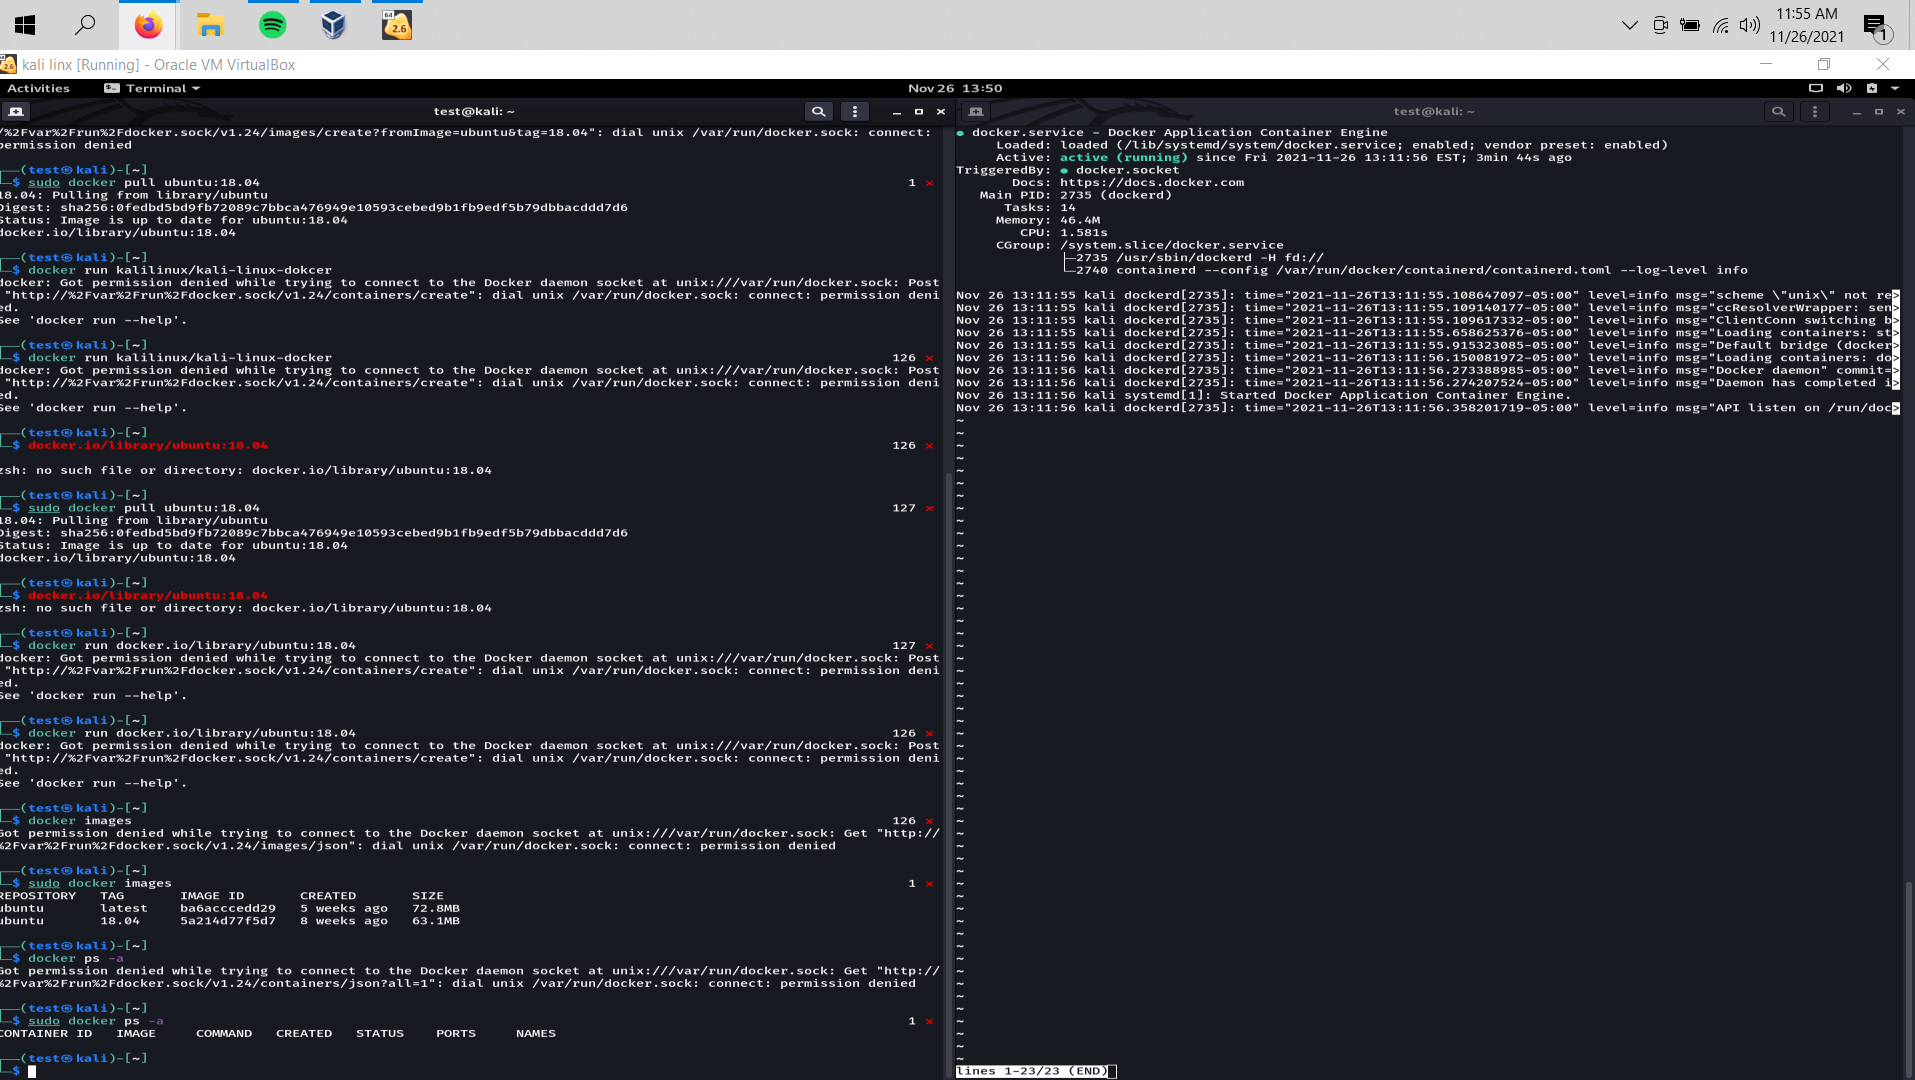 64
2.6
11:55 AM
11/26/2021
1
2.6
kali linx [Running] - Oracle VM VirtualBox
Activities
Terminal
Nov 26 13:50
test@kali: ~
/%2Fvar%2Frun%2Fdocker.sock/v1.24/images/create?fromImage=ubuntu&tag=18.04": dial unix /var/run/docker.sock: connect:
permission denied
(test㉿kali)-[~]
$ sudo docker pull ubuntu:18.04 1 ⨯
18.04: Pulling from library/ubuntu
Digest: sha256:0fedbd5bd9fb72089c7bbca476949e10593cebed9b1fb9edf5b79dbbacddd7d6
Status: Image is up to date for ubuntu:18.04
docker.io/library/ubuntu:18.04
(test㉿kali)-[~]
$ docker run kalilinux/kali-linux-dokcer
docker: Got permission denied while trying to connect to the Docker daemon socket at unix:///var/run/docker.sock: Post
"http://%2Fvar%2Frun%2Fdocker.sock/v1.24/containers/create": dial unix /var/run/docker.sock: connect: permission deni
ed.
See 'docker run --help'.
(test㉿kali)-[~]
$ docker run kalilinux/kali-linux-docker 126 ⨯
docker: Got permission denied while trying to connect to the Docker daemon socket at unix:///var/run/docker.sock: Post
"http://%2Fvar%2Frun%2Fdocker.sock/v1.24/containers/create": dial unix /var/run/docker.sock: connect: permission deni
ed.
See 'docker run --help'.
(test㉿kali)-[~]
$ docker.io/library/ubuntu:18.04 126 ⨯
zsh: no such file or directory: docker.io/library/ubuntu:18.04
(test㉿kali)-[~]
$ sudo docker pull ubuntu:18.04 127 ⨯
18.04: Pulling from library/ubuntu
Digest: sha256:0fedbd5bd9fb72089c7bbca476949e10593cebed9b1fb9edf5b79dbbacddd7d6
Status: Image is up to date for ubuntu:18.04
docker.io/library/ubuntu:18.04
(test㉿kali)-[~]
$ docker.io/library/ubuntu:18.04
zsh: no such file or directory: docker.io/library/ubuntu:18.04
(test㉿kali)-[~]
$ docker run docker.io/library/ubuntu:18.04 127 ⨯
docker: Got permission denied while trying to connect to the Docker daemon socket at unix:///var/run/docker.sock: Post
"http://%2Fvar%2Frun%2Fdocker.sock/v1.24/containers/create": dial unix /var/run/docker.sock: connect: permission deni
ed.
See 'docker run --help'.
(test㉿kali)-[~]
$ docker run docker.io/library/ubuntu:18.04 126 ⨯
docker: Got permission denied while trying to connect to the Docker daemon socket at unix:///var/run/docker.sock: Post
"http://%2Fvar%2Frun%2Fdocker.sock/v1.24/containers/create": dial unix /var/run/docker.sock: connect: permission deni
ed.
See 'docker run --help'.
(test㉿kali)-[~]
$ docker images 126 ⨯
Got permission denied while trying to connect to the Docker daemon socket at unix:///var/run/docker.sock: Get "http://
%2Fvar%2Frun%2Fdocker.sock/v1.24/images/json": dial unix /var/run/docker.sock: connect: permission denied
(test㉿kali)-[~]
$ sudo docker images 1 ⨯
REPOSITORY TAG IMAGE ID CREATED SIZE
ubuntu latest ba6acccedd29 5 weeks ago 72.8MB
ubuntu 18.04 5a214d77f5d7 8 weeks ago 63.1MB
(test㉿kali)-[~]
$ docker ps -a
Got permission denied while trying to connect to the Docker daemon socket at unix:///var/run/docker.sock: Get "http://
%2Fvar%2Frun%2Fdocker.sock/v1.24/containers/json?all=1": dial unix /var/run/docker.sock: connect: permission denied
(test㉿kali)-[~]
$ sudo docker ps -a 1 ⨯
CONTAINER ID IMAGE COMMAND CREATED STATUS PORTS NAMES
(test㉿kali)-[~]
$
test@kali: ~
● docker.service - Docker Application Container Engine
Loaded: loaded (/lib/systemd/system/docker.service; enabled; vendor preset: enabled)
Active: active (running) since Fri 2021-11-26 13:11:56 EST; 3min 44s ago
TriggeredBy: ● docker.socket
Docs: https://docs.docker.com
Main PID: 2735 (dockerd)
Tasks: 14
Memory: 46.4M
CPU: 1.581s
CGroup: /system.slice/docker.service
├─2735 /usr/sbin/dockerd -H fd://
└─2740 containerd --config /var/run/docker/containerd/containerd.toml --log-level info
Nov 26 13:11:55 kali dockerd[2735]: time="2021-11-26T13:11:55.108647097-05:00" level=info msg="scheme \"unix\" not re>
Nov 26 13:11:55 kali dockerd[2735]: time="2021-11-26T13:11:55.109140177-05:00" level=info msg="ccResolverWrapper: sen>
Nov 26 13:11:55 kali dockerd[2735]: time="2021-11-26T13:11:55.109617332-05:00" level=info msg="ClientConn switching b>
Nov 26 13:11:55 kali dockerd[2735]: time="2021-11-26T13:11:55.658625376-05:00" level=info msg="Loading containers: st>
Nov 26 13:11:55 kali dockerd[2735]: time="2021-11-26T13:11:55.915323085-05:00" level=info msg="Default bridge (docker>
Nov 26 13:11:56 kali dockerd[2735]: time="2021-11-26T13:11:56.150081972-05:00" level=info msg="Loading containers: do>
Nov 26 13:11:56 kali dockerd[2735]: time="2021-11-26T13:11:56.273388985-05:00" level=info msg="Docker daemon" commit=>
Nov 26 13:11:56 kali dockerd[2735]: time="2021-11-26T13:11:56.274207524-05:00" level=info msg="Daemon has completed i>
Nov 26 13:11:56 kali systemd[1]: Started Docker Application Container Engine.
Nov 26 13:11:56 kali dockerd[2735]: time="2021-11-26T13:11:56.358201719-05:00" level=info msg="API listen on /run/doc>
lines 1-23/23 (END)